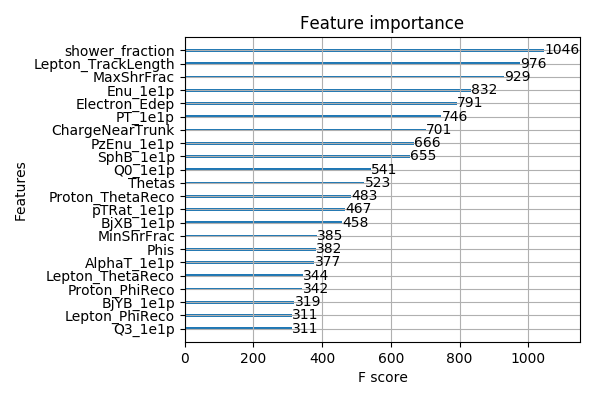 Feature importance
shower_fraction 1046
Lepton_TrackLength 976
MaxShrFrac 929
Enu_1e1p 832
Electron_Edep 791
PT_1e1p 746
ChargeNearTrunk 701
PzEnu_1e1p 666
SphB_1e1p 655
Q0_1e1p 541
Thetas 523
Proton_ThetaReco 483
pTRat_1e1p 467
BjXB_1e1p 458
MinShrFrac 385
Phis 382
AlphaT_1e1p 377
Lepton_ThetaReco 344
Proton_PhiReco 342
BjYB_1e1p 319
Lepton_PhiReco 311
Q3_1e1p 311
Features
0 200 400 600 800 1000
F score